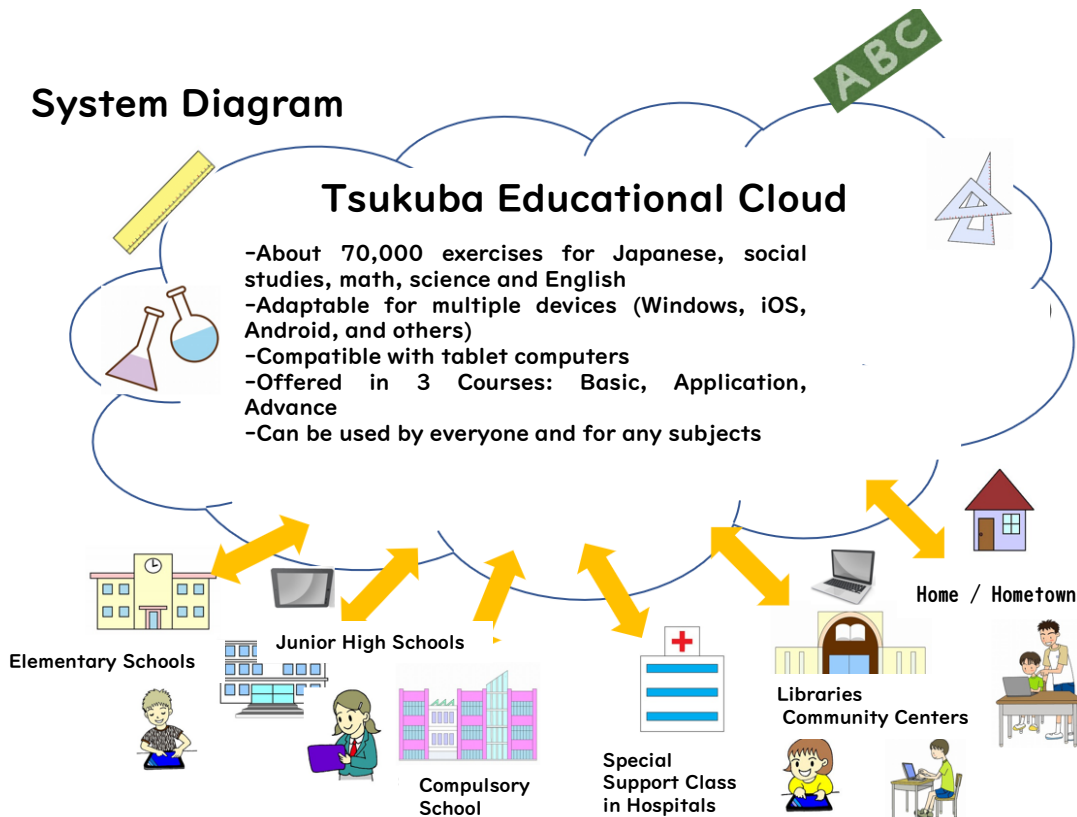 ABC
System Diagram
Tsukuba Educational Cloud
-About 70,000 exercises for Japanese, social
studies, math, science and English
-Adaptable for multiple devices (Windows, iOS,
Android, and others)
-Compatible with tablet computers
-Offered in 3 Courses: Basic, Application,
Advance
-Can be used by everyone and for any subjects
Home / Hometown
Junior High Schools
Elementary Schools
Libraries
Community Centers
Special
Support Class
in Hospitals
Compulsory
School